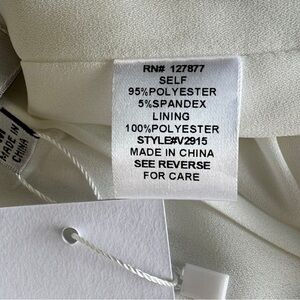 RN# 127877
SELF
95%POLYESTER
5%SPANDEX
LINING
100%POLYESTER
STYLE#V2915
MADE IN CHINA
SEE REVERSE
FOR CARE
MADE IN
CHINA